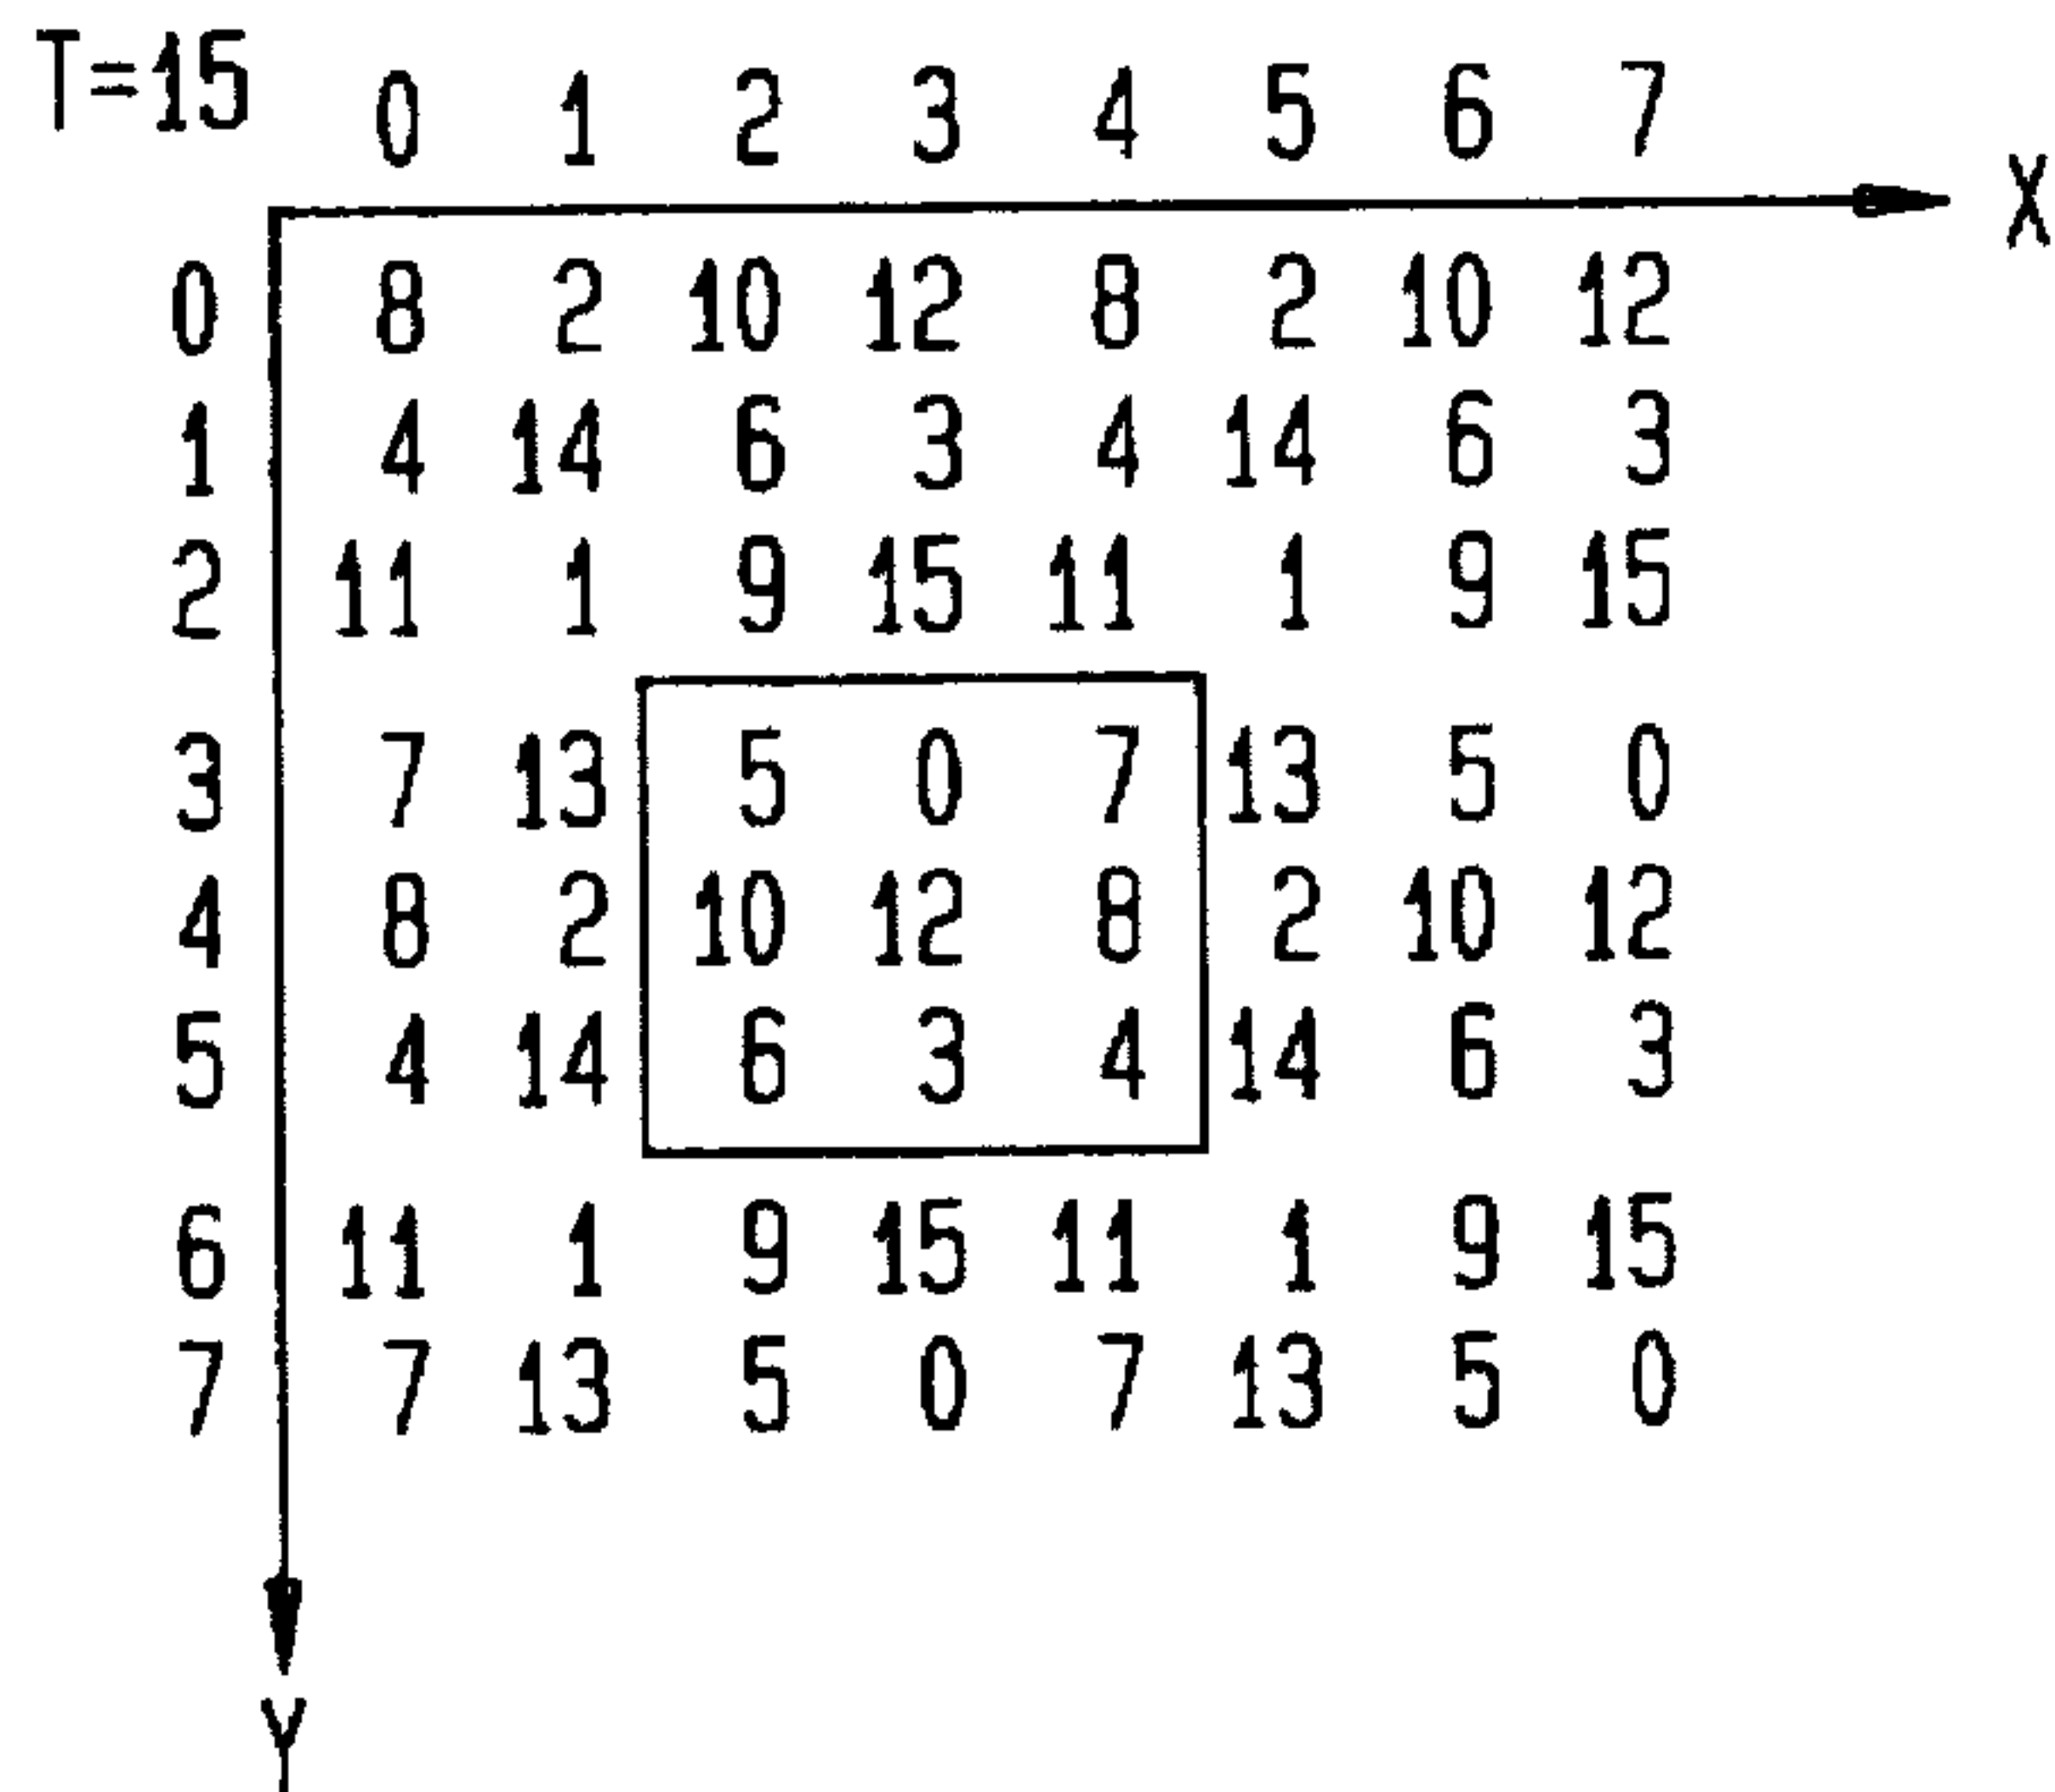 T=15 0 1 2 3 4 5 6 7
X
0 8 2 10 12 8 2 10 12
1 4 14 6 3 4 14 6 3
2 11 1 9 15 11 1 9 15
3 7 13 5 0 7 13 5 0
4 8 2 10 12 8 2 10 12
5 4 14 6 3 4 14 6 3
6 11 1 9 15 11 1 9 15
7 7 13 5 0 7 13 5 0
Y